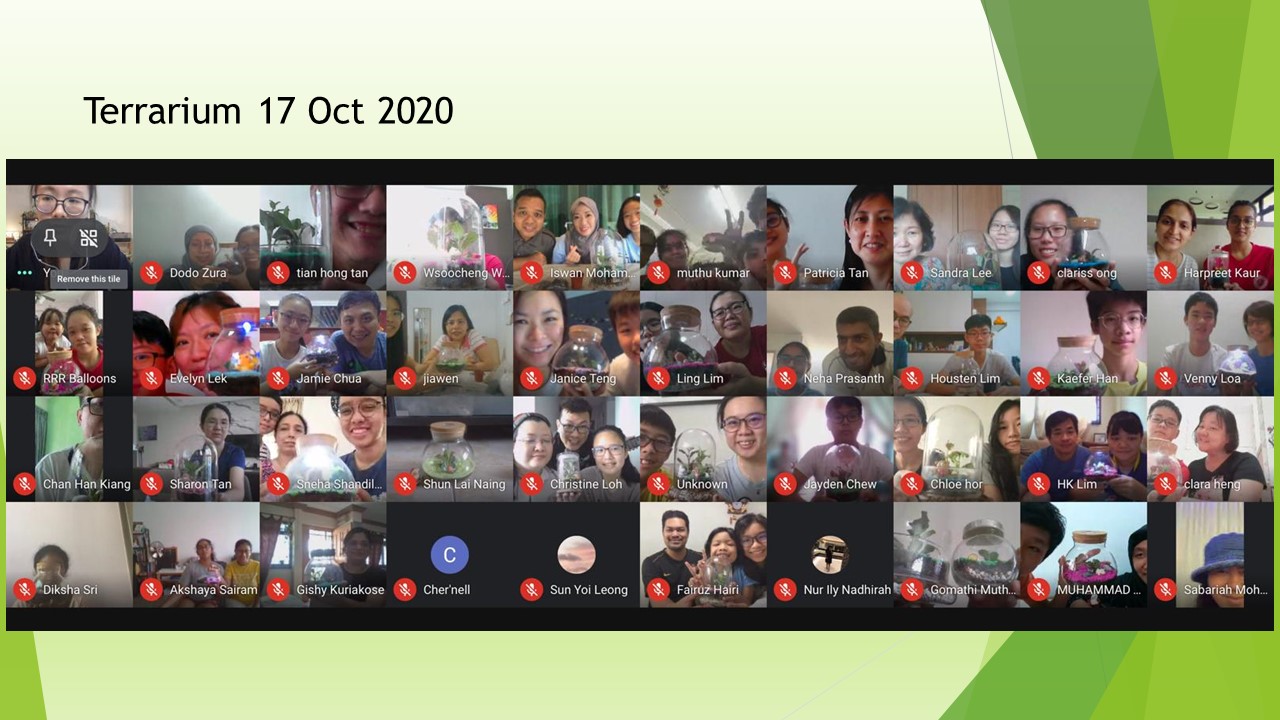 Terrarium 17 Oct 2020
Y
Remove this tile
Dodo Zura
tian hong tan
Wsoocheng W...
Iswan Moham...
muthu kumar
Patricia Tan
Sandra Lee
clariss ong
Harpreet Kaur
RRR Balloons
Evelyn Lek
Jamie Chua
jiawen
Janice Teng
Ling Lim
Neha Prasanth
Housten Lim
Kaefer Han
Venny Loa
Chan Han Kiang
Sharon Tan
Sneha Shandil...
Shun Lai Naing
Christine Loh
Unknown
Jayden Chew
Chloe hor
HK Lim
clara heng
Diksha Sri
Akshaya Sairam
Gishy Kuriakose
C
Cher'nell
Sun Yoi Leong
Fairuz Hairi
Nur Ily Nadhirah
Gomathi Muth...
MUHAMMAD ...
Sabariah Moh...